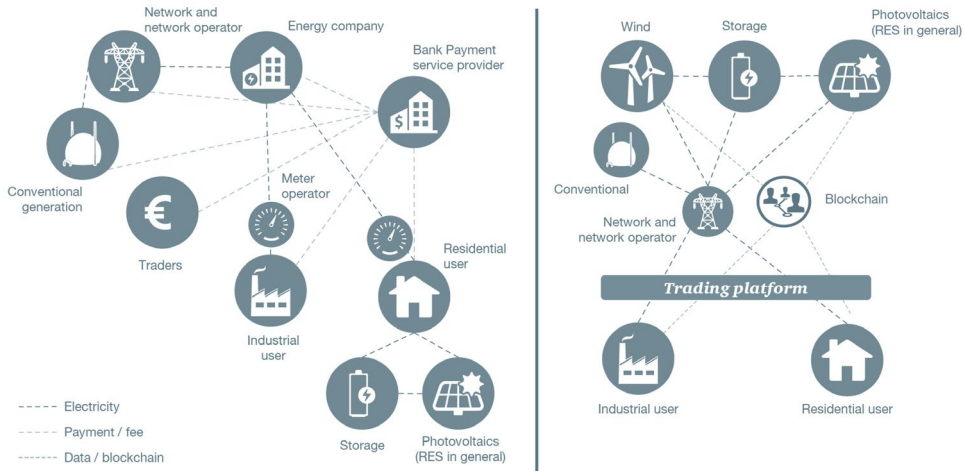 Network and
network operator
Energy company
Bank Payment
service provider
$
Conventional
generation
€
Traders
Meter
operator
Residential
user
Industrial
user
Storage
Photovoltaics
(RES in general)
Electricity
Payment / fee
Data / blockchain
Wind
Storage
Photovoltaics
(RES in general)
Conventional
Network and
network operator
Blockchain
Trading platform
Industrial user
Residential user